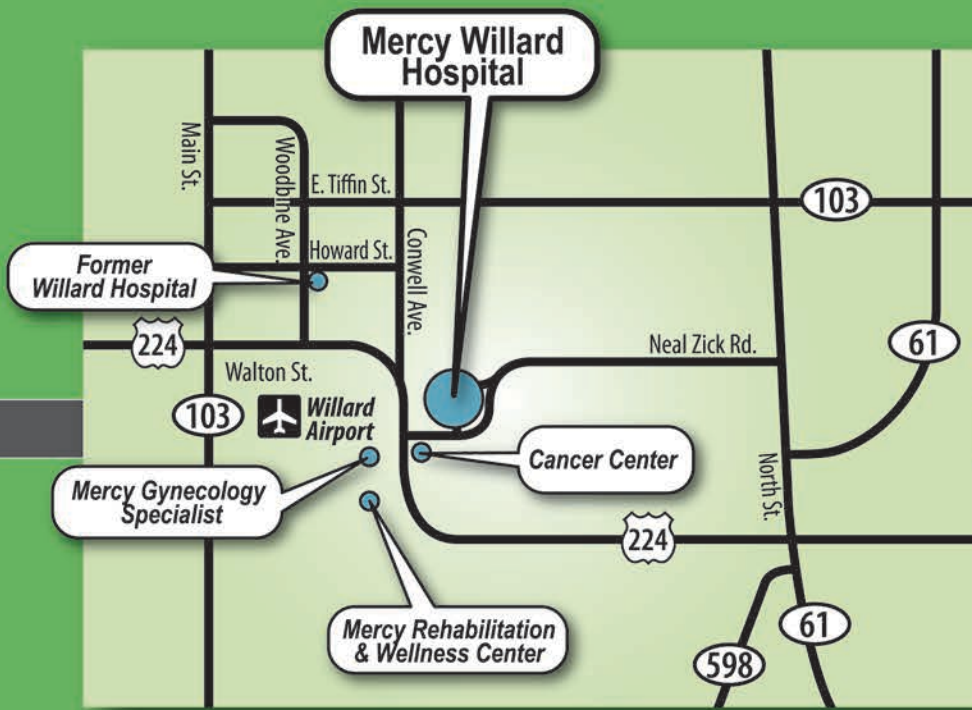 Mercy Willard
Hospital
Main St.
Woodbine Ave.
E. Tiffin St.
103
Howard St.
Conwell Ave.
Former
Willard Hospital
224
Neal Zick Rd.
61
Walton St.
103
Willard
Airport
Cancer Center
Mercy Gynecology
Specialist
North St.
224
Mercy Rehabilitation
& Wellness Center
61
598